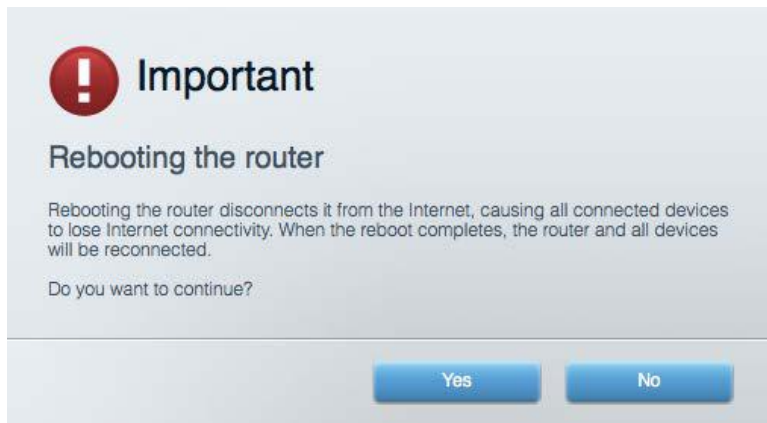 Important
Rebooting the router
Rebooting the router disconnects it from the Internet, causing all connected devices
to lose Internet connectivity. When the reboot completes, the router and all devices
will be reconnected.
Do you want to continue?
Yes
No